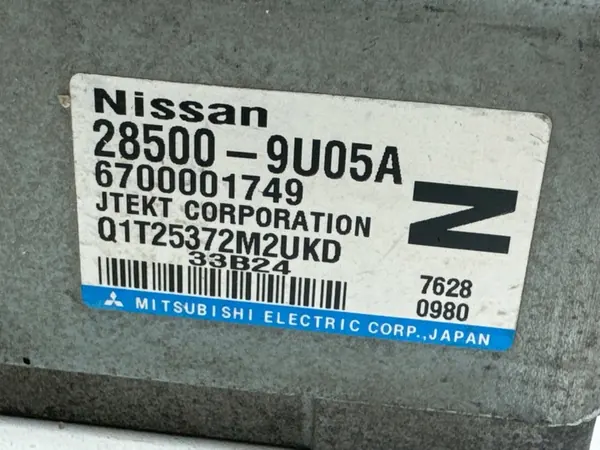 Nissan
28500-9U05A
6700001749
JTEKT CORPORATION
Q1T25372M2UKD
33B24
N
7628
0980
MITSUBISHI ELECTRIC CORP.,JAPAN